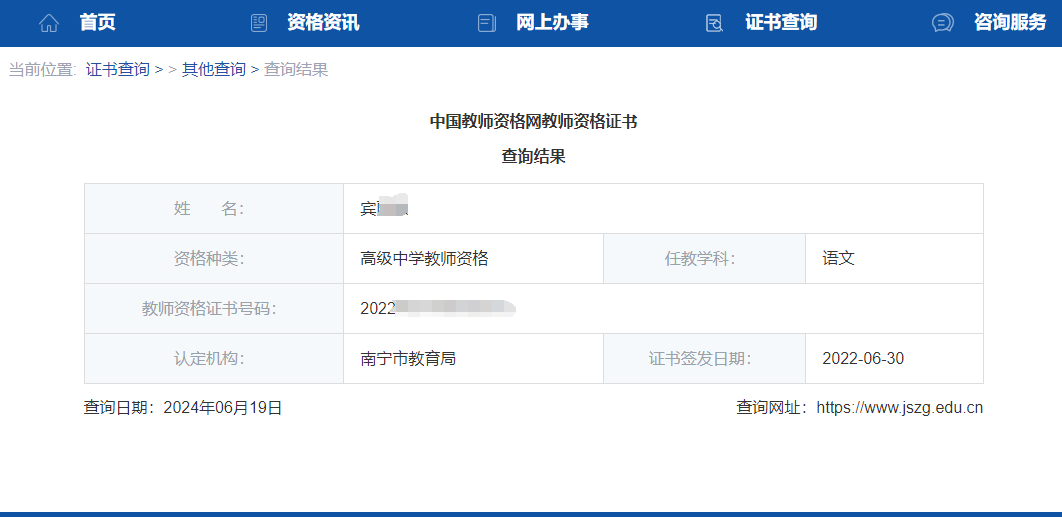 首页 资格资讯 网上办事 证书查询 咨询服务
当前位置: 证书查询 > > 其他查询 > 查询结果
中国教师资格网教师资格证书
查询结果
姓 名: 宾
资格种类: 高级中学教师资格 任教学科: 语文
教师资格证书号码: 2022
认定机构: 南宁市教育局 证书签发日期: 2022-06-30
查询日期: 2024年06月19日 查询网址: https://www.jszg.edu.cn